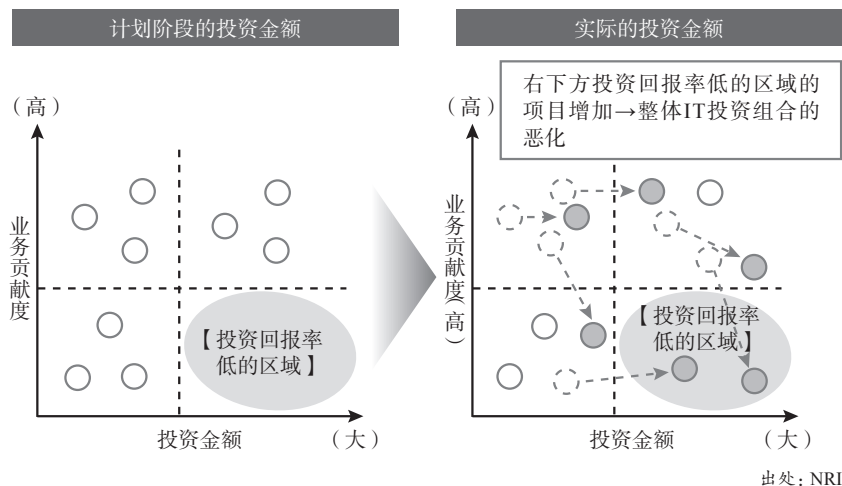 计划阶段的投资金额
实际的投资金额
右下方投资回报率低的区域的
项目增加→整体IT投资组合的
恶化
（高）
业务贡献度
【投资回报率
低的区域】
投资金额
（大）
（高）
业务贡献度（高）
【投资回报率
低的区域】
投资金额
（大）
出处：NRI